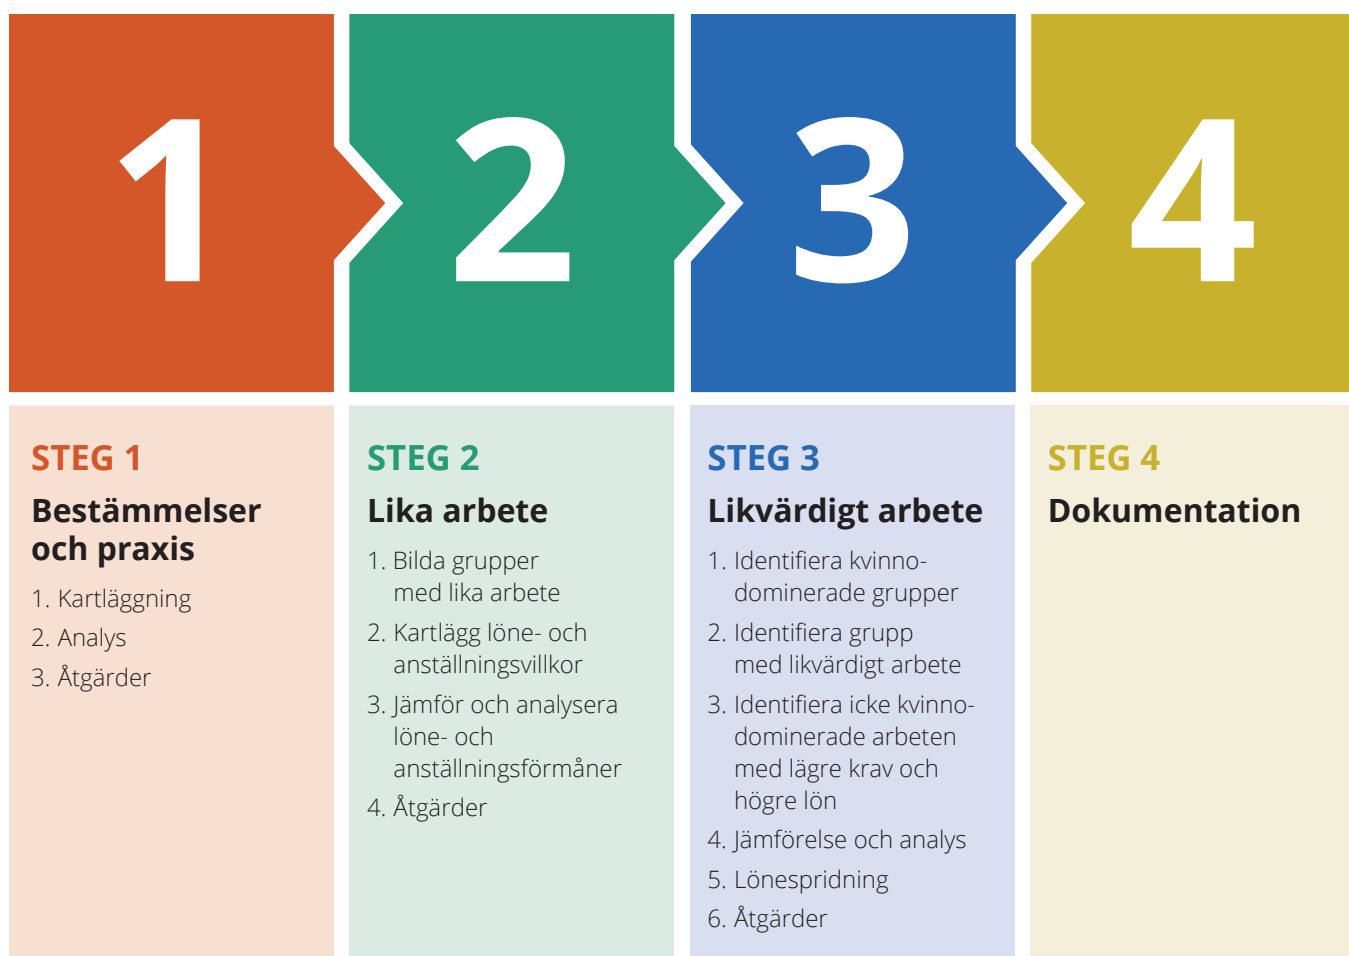 1
2
3
4
STEG 1
Bestämmelser
och praxis
1. Kartläggning
2. Analys
3. Åtgärder
STEG 2
Lika arbete
1. Bilda grupper
med lika arbete
2. Kartlägg löne- och
anställningsvillkor
3. Jämför och analysera
löne- och
anställningsförmåner
4. Åtgärder
STEG 3
Likvärdigt arbete
1. Identifiera kvinno-
dominerade grupper
2. Identifiera grupp
med likvärdigt arbete
3. Identifiera icke kvinno-
dominerade arbeten
med lägre krav och
högre lön
4. Jämförelse och analys
5. Lönespridning
6. Åtgärder
STEG 4
Dokumentation